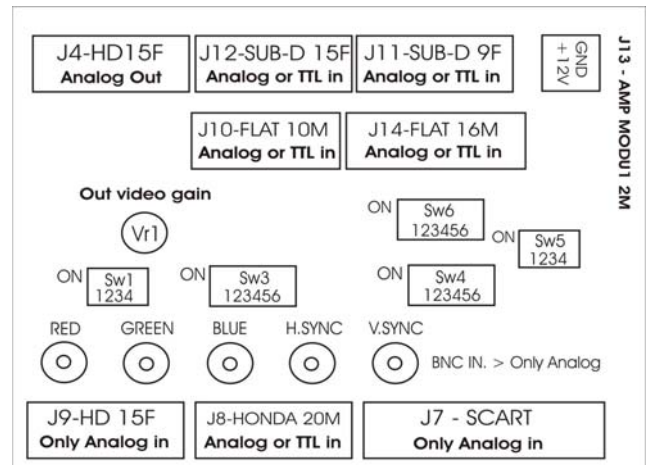 J4-HD15F
Analog Out
J12-SUB-D 15F
Analog or TTL in
J11-SUB-D 9F
Analog or TTL in
GND
+12V
J13 - AMP MODU1 2M
J10-FLAT 10M
Analog or TTL in
J14-FLAT 16M
Analog or TTL in
Out video gain
Vr1
ON
Sw6
123456
ON
Sw5
1234
ON
Sw1
1234
ON
Sw3
123456
ON
Sw4
123456
RED
GREEN
BLUE
H.SYNC
V.SYNC
BNC IN. > Only Analog
J9-HD 15F
Only Analog in
J8-HONDA 20M
Analog or TTL in
J7 - SCART
Only Analog in